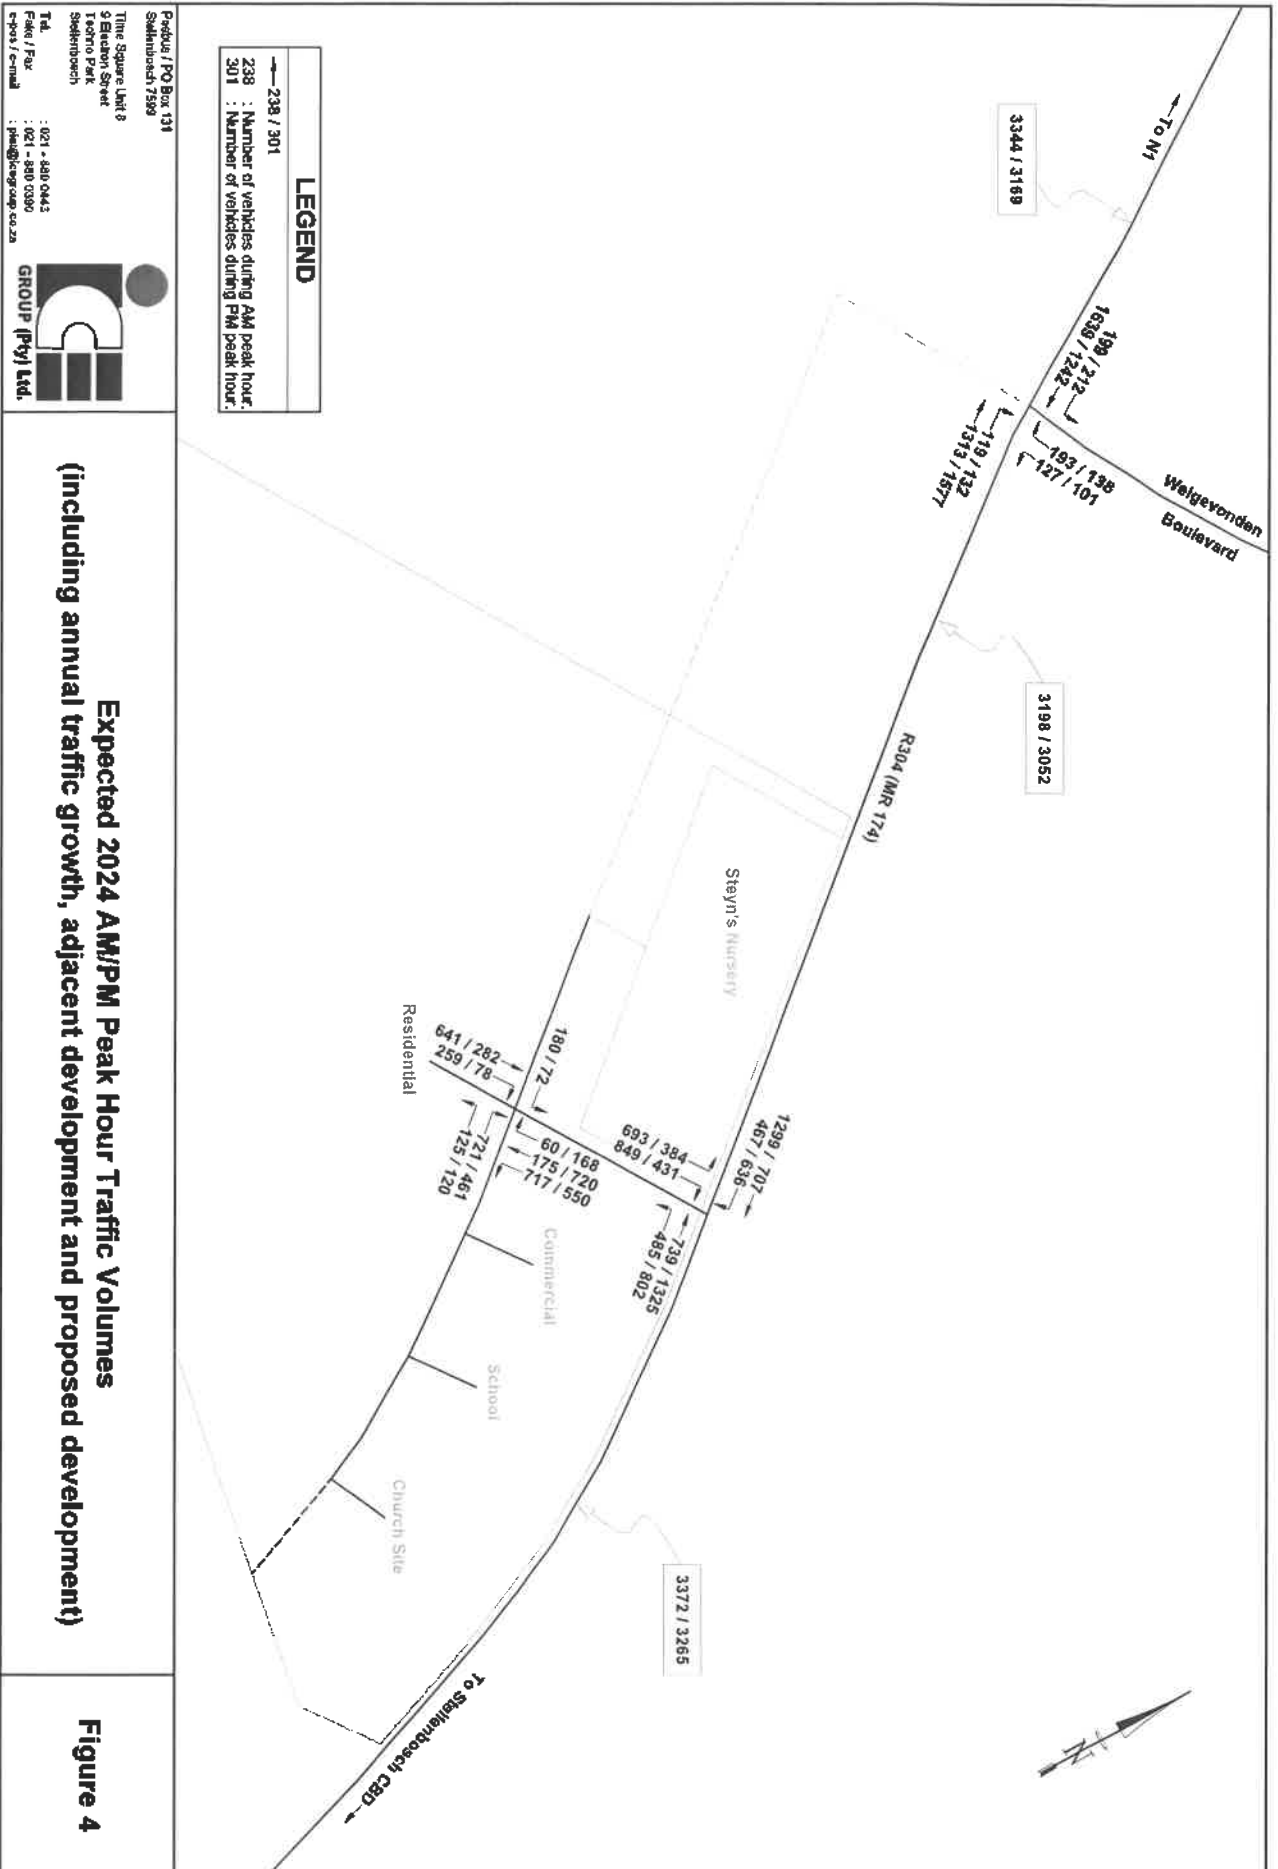 To N1
3344 / 3169
199 / 212
1639 / 1242
193 / 138
127 / 101
119 / 132
1313 / 1577
Welgevonden
Boulevard
3198 / 3052
R304 (MR 174)
Steyn's Nursery
1299 / 707
467 / 636
693 / 384
849 / 431
739 / 1325
485 / 802
180 / 72
641 / 282
259 / 78
60 / 168
175 / 720
717 / 550
721 / 461
125 / 120
Residential
Commercial
School
Church Site
3372 / 3265
To Stellenbosch CBD
N
LEGEND
238 / 301
238 : Number of vehicles during AM peak hour.
301 : Number of vehicles during PM peak hour.
Posbus / PO Box 131
Stellenbosch 7599
Time Square Unit 8
9 Electron Street
Techno Park
Stellenbosch
Tel. : 021 - 880 0443
Faks / Fax : 021 - 880 0390
e-pos / e-mail
GROUP (Pty) Ltd.
Expected 2024 AM/PM Peak Hour Traffic Volumes
(including annual traffic growth, adjacent development and proposed development)
Figure 4